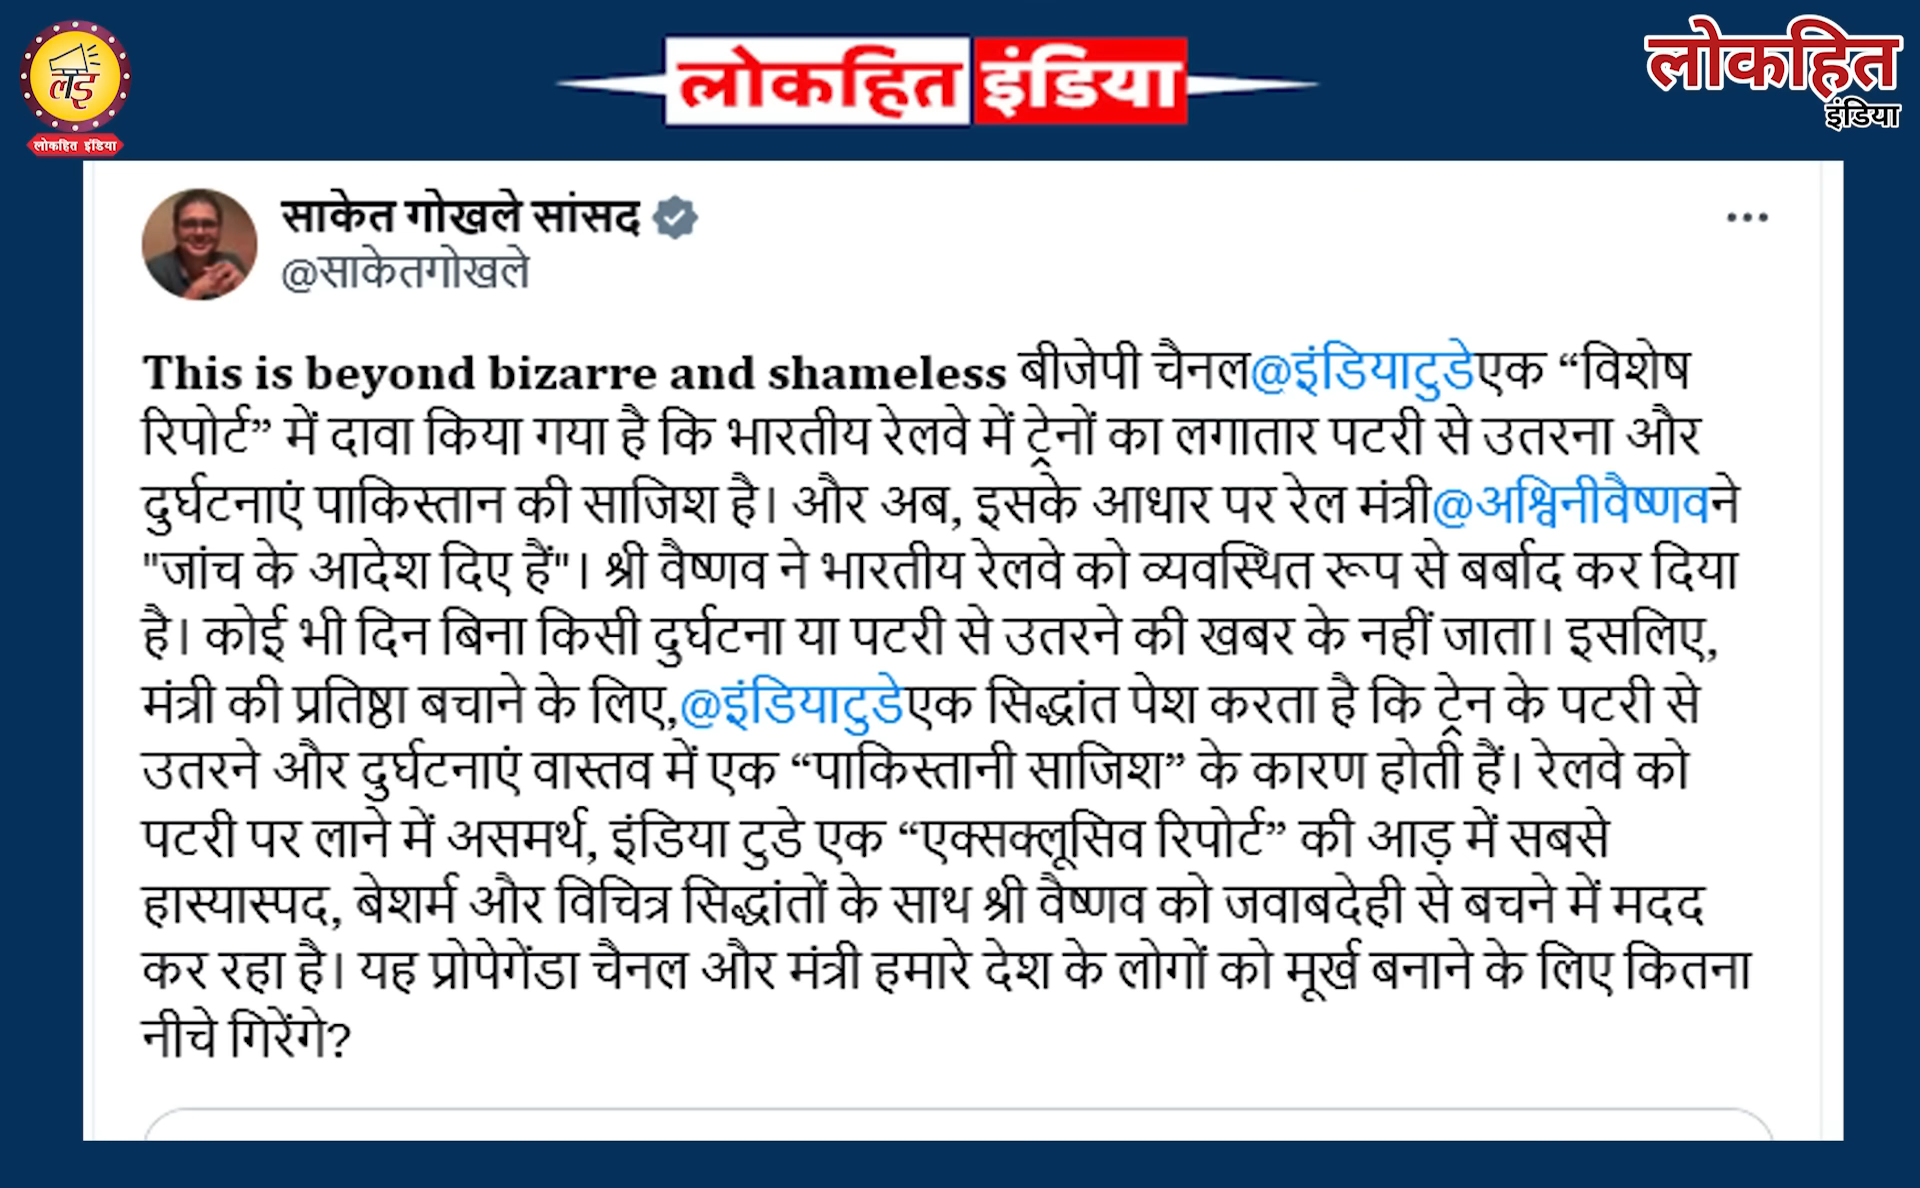 लोकहित इंडिया
लोकहित
इंडिया
लइ
लोकहित इंडिया
साकेत गोखले सांसद
@साकेतगोखले
This is beyond bizarre and shameless बीजेपी चैनल@इंडियाटुडेएक “विशेष
रिपोर्ट” में दावा किया गया है कि भारतीय रेलवे में ट्रेनों का लगातार पटरी से उतरना और
दुर्घटनाएं पाकिस्तान की साजिश है। और अब, इसके आधार पर रेल मंत्री@अश्विनीवैष्णवने
"जांच के आदेश दिए हैं"। श्री वैष्णव ने भारतीय रेलवे को व्यवस्थित रूप से बर्बाद कर दिया
है। कोई भी दिन बिना किसी दुर्घटना या पटरी से उतरने की खबर के नहीं जाता। इसलिए,
मंत्री की प्रतिष्ठा बचाने के लिए,@इंडियाटुडेएक सिद्धांत पेश करता है कि ट्रेन के पटरी से
उतरने और दुर्घटनाएं वास्तव में एक “पाकिस्तानी साजिश” के कारण होती हैं। रेलवे को
पटरी पर लाने में असमर्थ, इंडिया टुडे एक “एक्सक्लूसिव रिपोर्ट” की आड़ में सबसे
हास्यास्पद, बेशर्म और विचित्र सिद्धांतों के साथ श्री वैष्णव को जवाबदेही से बचने में मदद
कर रहा है। यह प्रोपेगेंडा चैनल और मंत्री हमारे देश के लोगों को मूर्ख बनाने के लिए कितना
नीचे गिरेंगे?